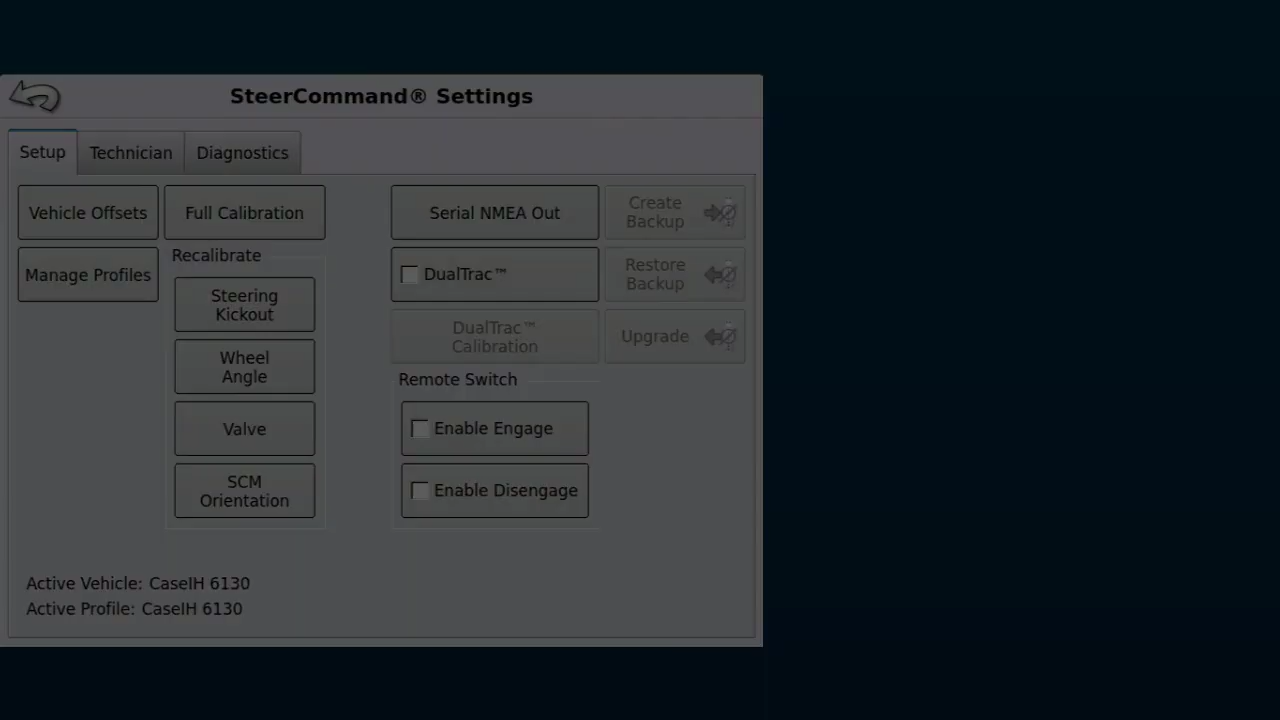 SteerCommand® Settings
Setup
Technician
Diagnostics
Vehicle Offsets
Full Calibration
Serial NMEA Out
Create
Backup
Manage Profiles
Recalibrate
Steering
Kickout
Wheel
Angle
Valve
SCM
Orientation
DualTrac™
Restore
Backup
DualTrac™
Calibration
Upgrade
Remote Switch
Enable Engage
Enable Disengage
Active Vehicle: CaseIH 6130
Active Profile: CaseIH 6130